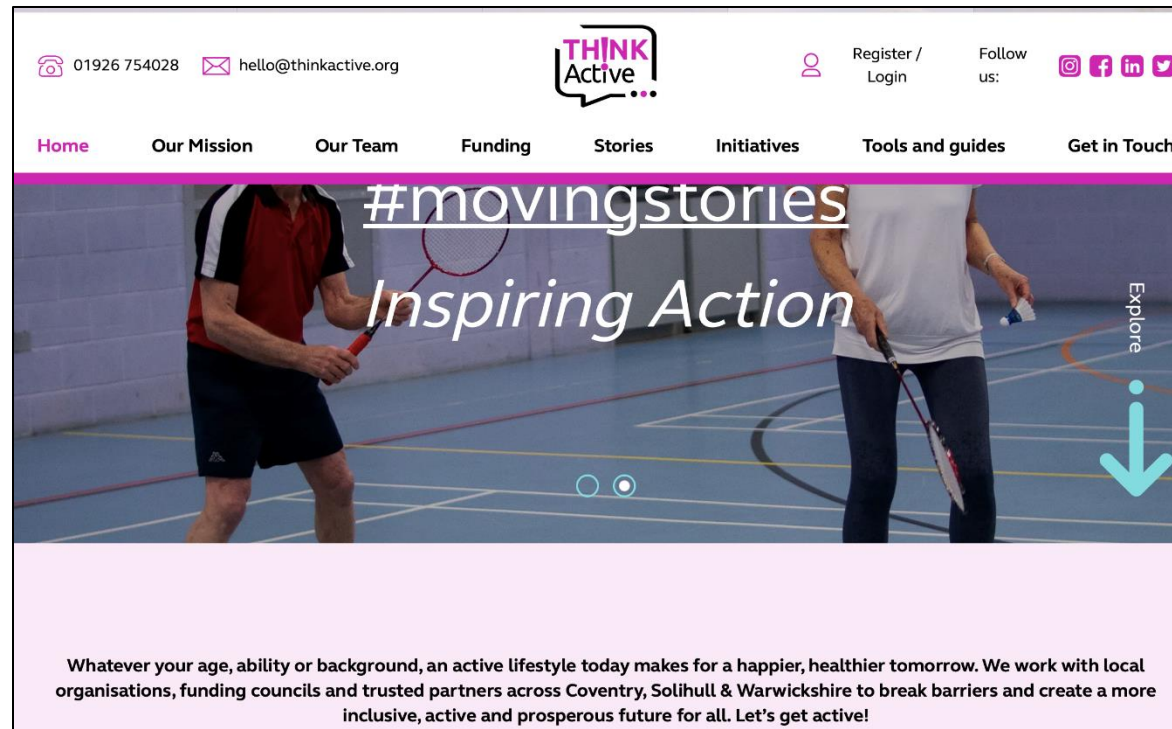 01926 754028
hello@thinkactive.org
TH!NK
Active
Register /
Login
Follow
us:
Home
Our Mission
Our Team
Funding
Stories
Initiatives
Tools and guides
Get in Touch
#movingstories
Inspiring Action
Explore
Whatever your age, ability or background, an active lifestyle today makes for a happier, healthier tomorrow. We work with local
organisations, funding councils and trusted partners across Coventry, Solihull & Warwickshire to break barriers and create a more
inclusive, active and prosperous future for all. Let's get active!